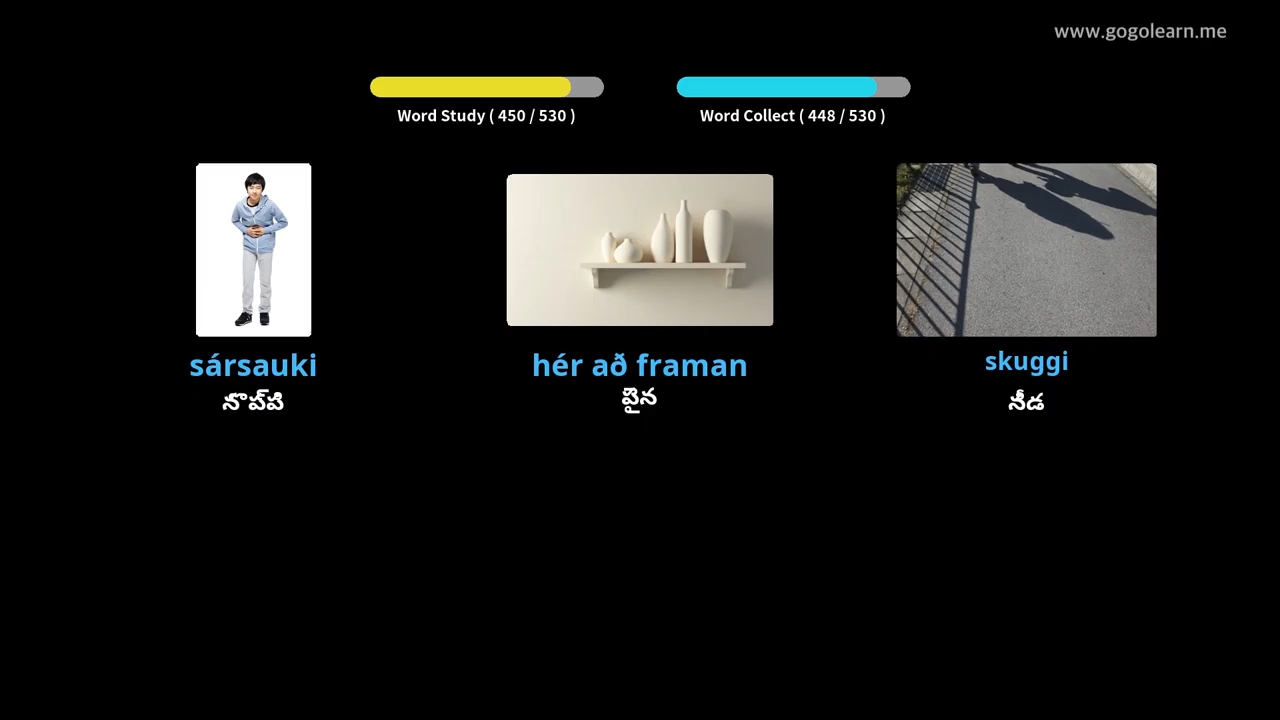 www.gogolearn.me
Word Study ( 450 / 530 )
Word Collect ( 448 / 530 )
sársauki
నొప్పి
hér að framan
పైన
skuggi
నీడ